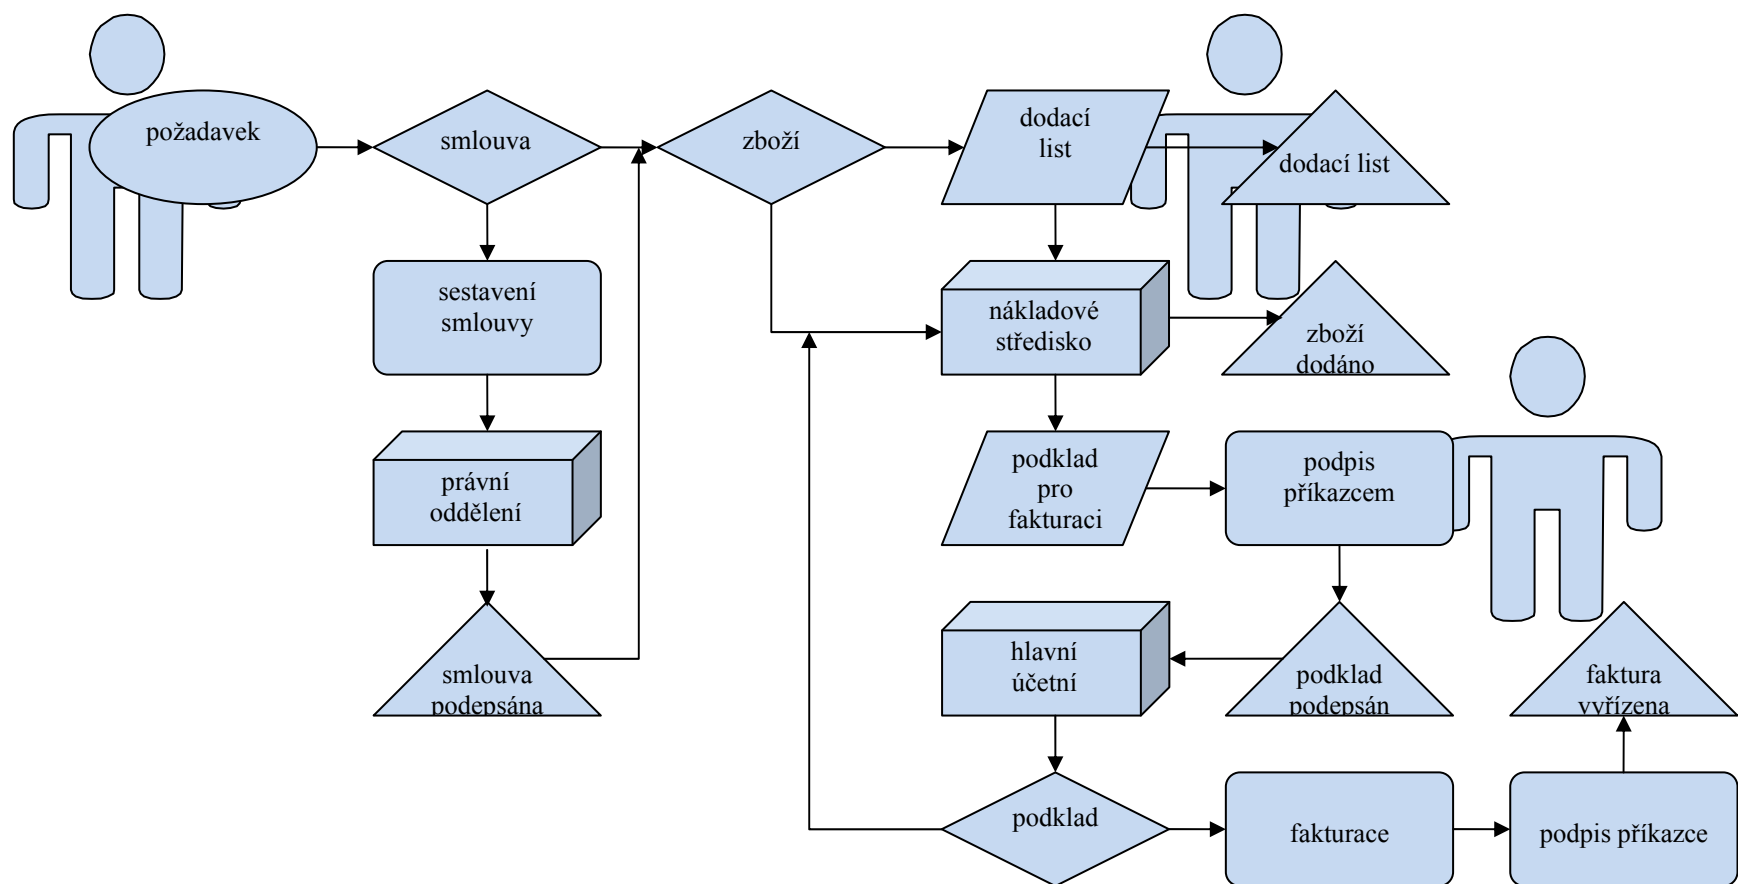 požadavek
smlouva
zboží
dodací
list
dodací list
sestavení
smlouvy
nákladové
středisko
zboží
dodáno
právní
oddělení
podklad
pro
fakturaci
podpis
příkazcem
smlouva
podepsána
hlavní
účetní
podklad
podepsán
faktura
vyřízena
podklad
fakturace
podpis příkazce